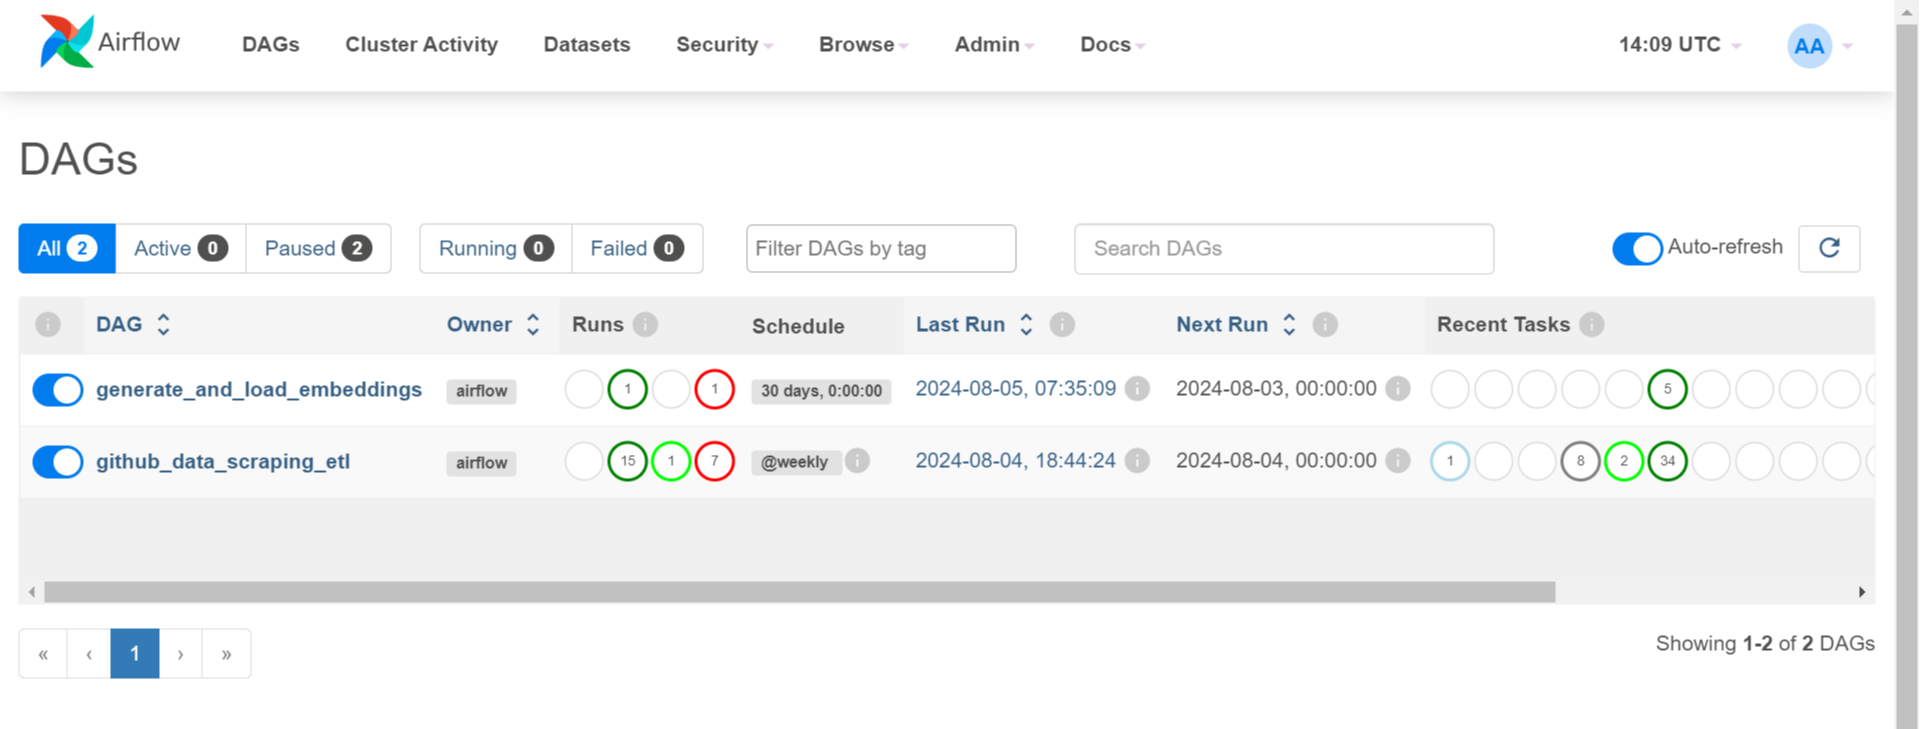 Airflow DAGs Cluster Activity Datasets Security Browse Admin Docs 14:09 UTC AA
DAGs
All 2 Active 0 Paused 2 Running 0 Failed 0 Filter DAGs by tag Search DAGs Auto-refresh
i DAG Owner Runs i Schedule Last Run i Next Run i Recent Tasks i
generate_and_load_embeddings airflow 1 1 30 days, 0:00:00 2024-08-05, 07:35:09 i 2024-08-03, 00:00:00 i 5
github_data_scraping_etl airflow 15 1 7 @weekly i 2024-08-04, 18:44:24 i 2024-08-04, 00:00:00 i 1 8 2 34
« ‹ 1 › » Showing 1-2 of 2 DAGs